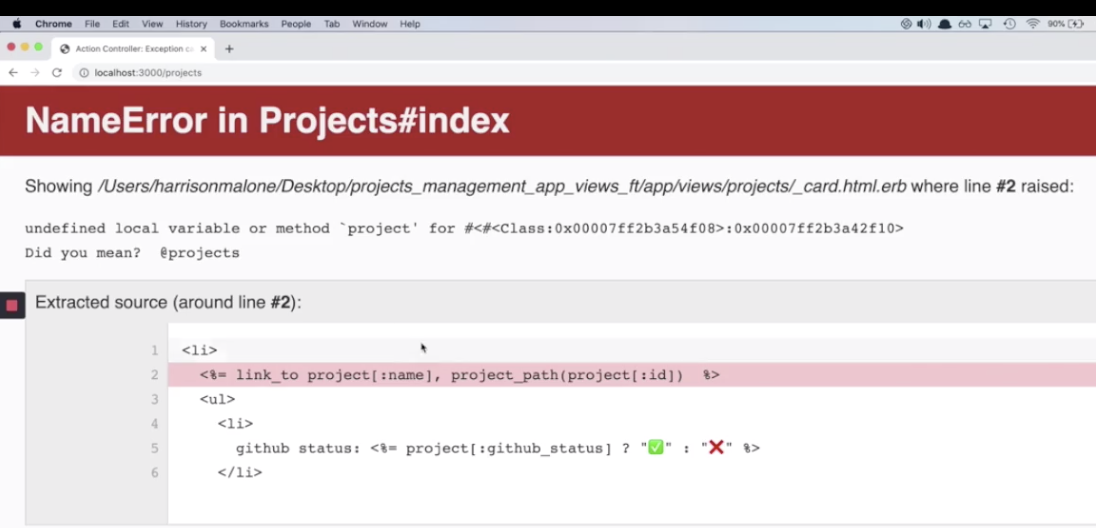 Chrome File Edit View History Bookmarks People Tab Window Help 90%
Action Controller: Exception ca
localhost:3000/projects
NameError in Projects#index
Showing /Users/harrisonmalone/Desktop/projects_management_app_views_ft/app/views/projects/_card.html.erb where line #2 raised:
undefined local variable or method `project' for #<#<Class:0x00007ff2b3a54f08>:0x00007ff2b3a42f10>
Did you mean? @projects
Extracted source (around line #2):
1 <li>
2 <%= link_to project[:name], project_path(project[:id]) %>
3 <ul>
4 <li>
5 github status: <%= project[:github_status] ? "✅" : "❌" %>
6 </li>